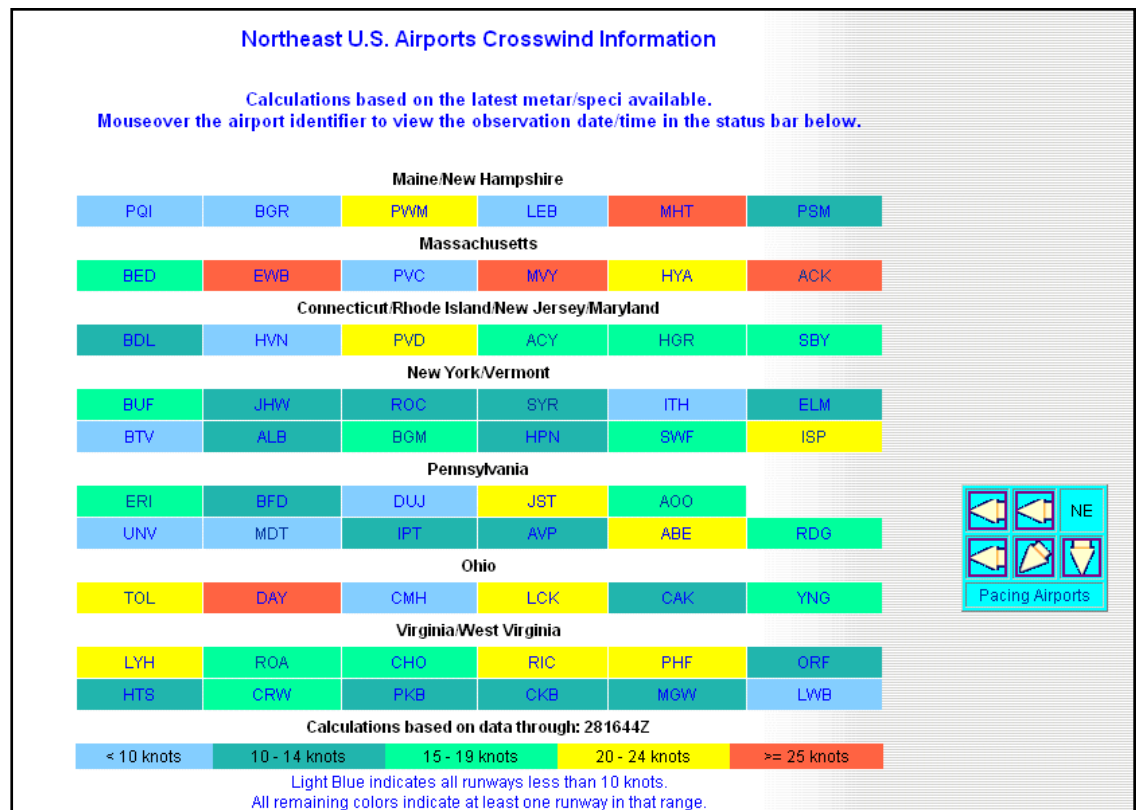 Northeast U.S. Airports Crosswind Information
Calculations based on the latest metar/speci available.
Mouseover the airport identifier to view the observation date/time in the status bar below.
Maine/New Hampshire
PQI BGR PWM LEB MHT PSM
Massachusetts
BED EWB PVC MVY HYA ACK
Connecticut/Rhode Island/New Jersey/Maryland
BDL HVN PVD ACY HGR SBY
New York/Vermont
BUF JHW ROC SYR ITH ELM
BTV ALB BGM HPN SWF ISP
Pennsylvania
ERI BFD DUJ JST AOO
UNV MDT IPT AVP ABE RDG
Ohio
TOL DAY CMH LCK CAK YNG
Virginia/West Virginia
LYH ROA CHO RIC PHF ORF
HTS CRW PKB CKB MGW LWB
Calculations based on data through: 281644Z
< 10 knots 10 - 14 knots 15 - 19 knots 20 - 24 knots >= 25 knots
Light Blue indicates all runways less than 10 knots.
All remaining colors indicate at least one runway in that range.
NE
Pacing Airports